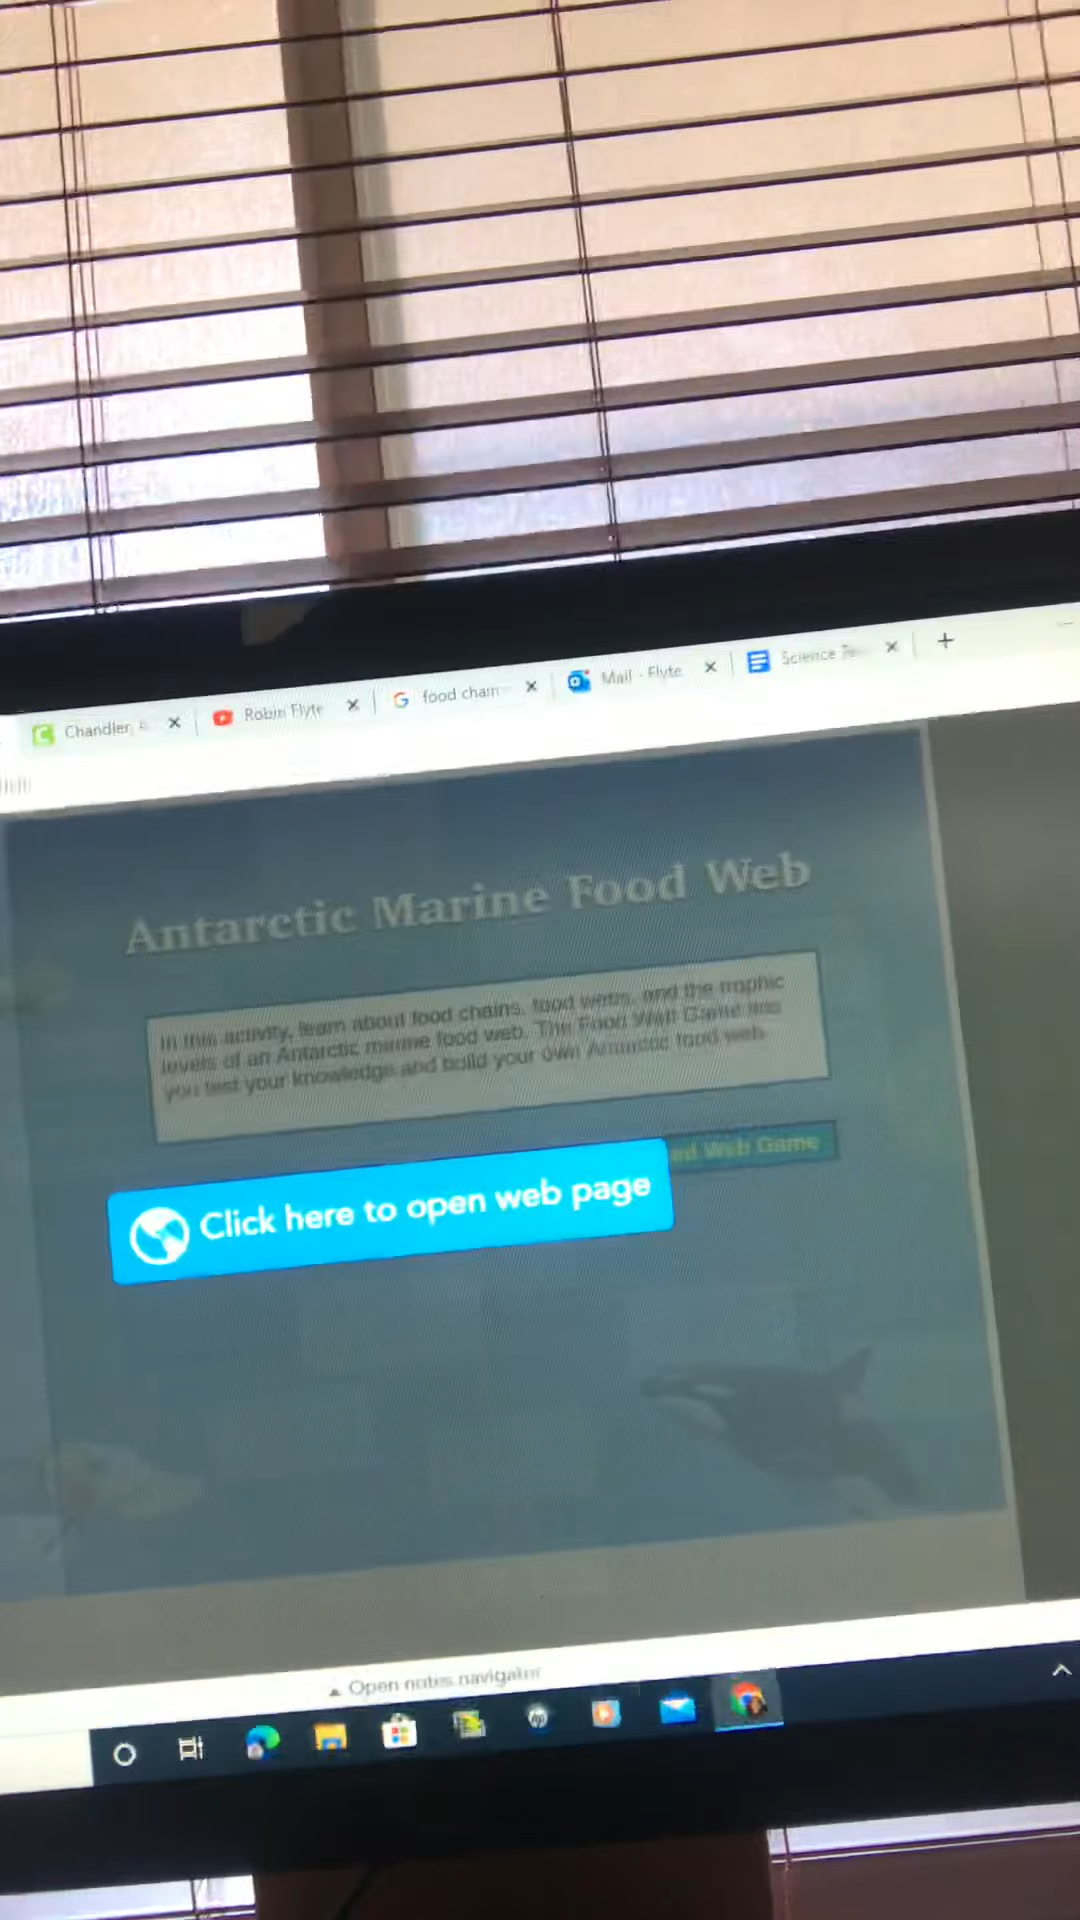 Chandler,
Robin Flyte
food chain
Mail - Flyte
Science
Antarctic Marine Food Web
In this activity, learn about food chains, food webs, and the trophic
levels of an Antarctic marine food web. The Food Web Game lets
you test your knowledge and build your own Antarctic food web
Web Game
Click here to open web page
Open notes navigator
hp